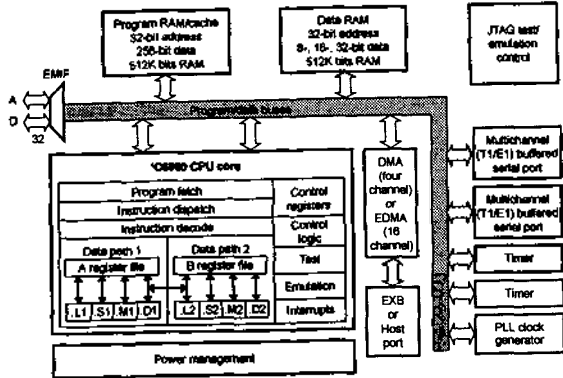 Program RAM/cache
32-bit address
256-bit data
512K bits RAM
Data RAM
32-bit address
8-, 16-, 32-bit data
512K bits RAM
JTAG test/
emulation
control
EMIF
A
D
32
Program/data buses
'C6000 CPU core
Program fetch
Instruction dispatch
Instruction decode
Data path 1
A register file
Data path 2
B register file
.L1 .S1 .M1 .D1
.L2 .S2 .M2 .D2
Control
registers
Control
logic
Test
Emulation
Interrupts
Power management
DMA
(four
channel)
or
EDMA
(16
channel)
EXB
or
Host
port
Multichannel
(T1/E1) buffered
serial port
Multichannel
(T1/E1) buffered
serial port
Timer
Timer
PLL clock
generator